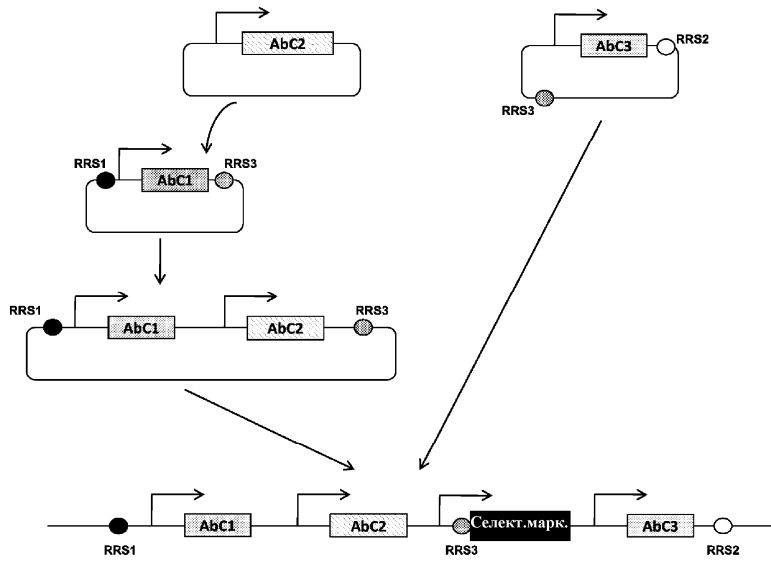 AbC2
AbC3
RRS2
RRS3
RRS1
RRS3
AbC1
RRS1
RRS3
AbC1
AbC2
Селект.марк.
AbC1
AbC2
AbC3
RRS1
RRS3
RRS2